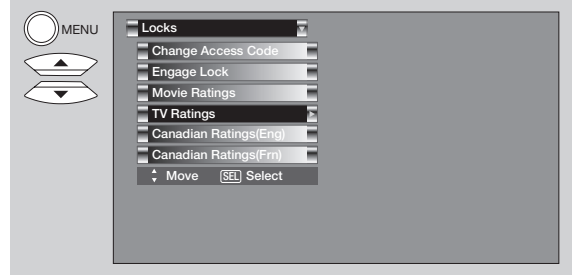 MENU
Locks
Change Access Code
Engage Lock
Movie Ratings
TV Ratings
Canadian Ratings(Eng)
Canadian Ratings(Frn)
Move SEL Select